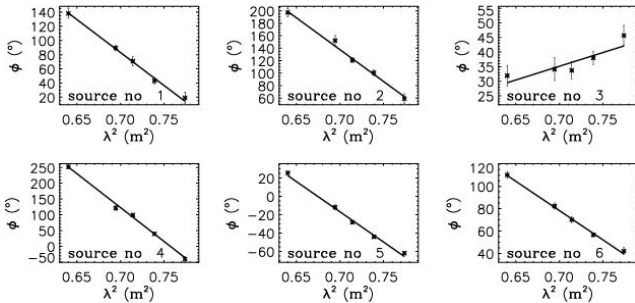 140
120
100
80
60
40
20
φ (°)
source no 1
0.65 0.70 0.75
λ² (m²)
200
180
160
140
120
100
80
60
φ (°)
source no 2
0.65 0.70 0.75
λ² (m²)
55
50
45
40
35
30
25
φ (°)
source no 3
0.65 0.70 0.75
λ² (m²)
250
200
150
100
50
0
−50
φ (°)
source no 4
0.65 0.70 0.75
λ² (m²)
20
0
−20
−40
−60
φ (°)
source no 5
0.65 0.70 0.75
λ² (m²)
120
100
80
60
40
φ (°)
source no 6
0.65 0.70 0.75
λ² (m²)